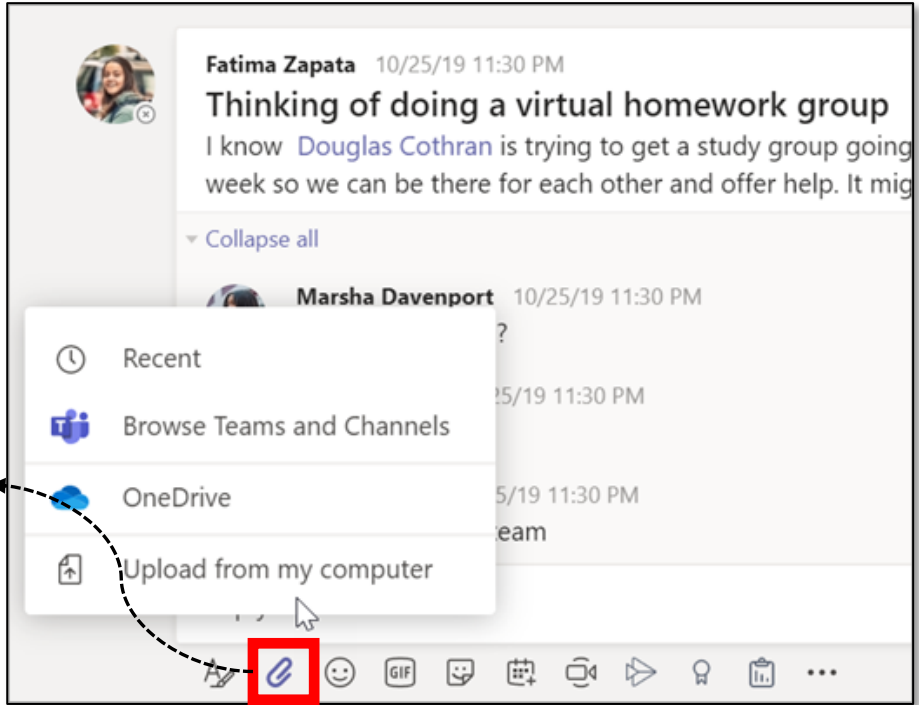 Fatima Zapata 10/25/19 11:30 PM
Thinking of doing a virtual homework group
I know Douglas Cothran is trying to get a study group going
week so we can be there for each other and offer help. It mig
Collapse all
Marsha Davenport 10/25/19 11:30 PM
?
25/19 11:30 PM
5/19 11:30 PM
eam
Recent
Browse Teams and Channels
OneDrive
Upload from my computer
GIF